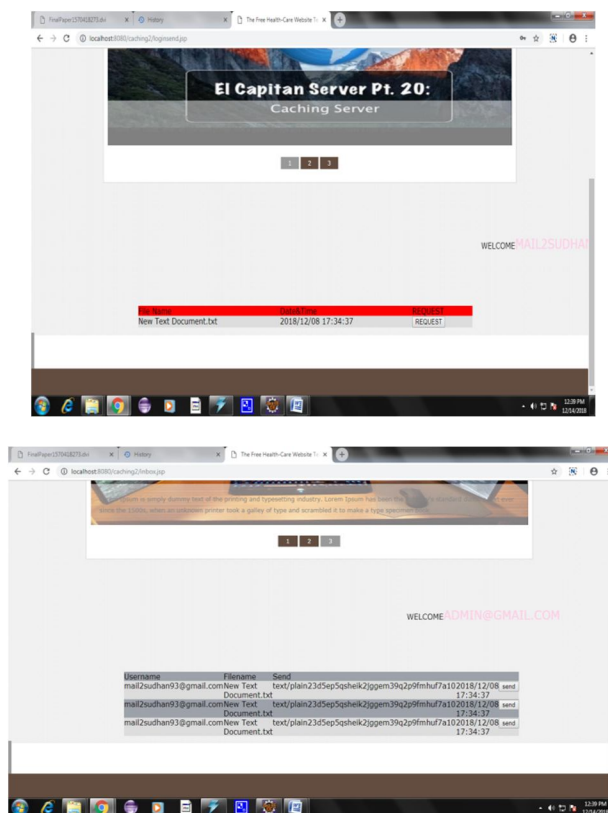 FinalPaper1570418273.dvi
History
The Free Health-Care Website Te
localhost:8080/caching2/loginsend.jsp
El Capitan Server Pt. 20:
Caching Server
1 2 3
WELCOME MAIL2SUDHAN
File Name Date&Time REQUEST
New Text Document.txt 2018/12/08 17:34:37 REQUEST
12:39 PM
12/14/2018
FinalPaper1570418273.dvi
History
The Free Health-Care Website Te
localhost:8080/caching2/inbox.jsp
Ipsum is simply dummy text of the printing and typesetting industry. Lorem Ipsum has been the standard
since the 1500s, when an unknown printer took a galley of type and scrambled it to make a type specimen
1 2 3
WELCOME ADMIN@GMAIL.COM
Username Filename Send
mail2sudhan93@gmail.com New Text text/plain23d5ep5qsheik2jggem39q2p9fmhuf7a102018/12/08 send
Document.txt 17:34:37
mail2sudhan93@gmail.com New Text text/plain23d5ep5qsheik2jggem39q2p9fmhuf7a102018/12/08 send
Document.txt 17:34:37
mail2sudhan93@gmail.com New Text text/plain23d5ep5qsheik2jggem39q2p9fmhuf7a102018/12/08 send
Document.txt 17:34:37
12:39 PM
12/14/2018